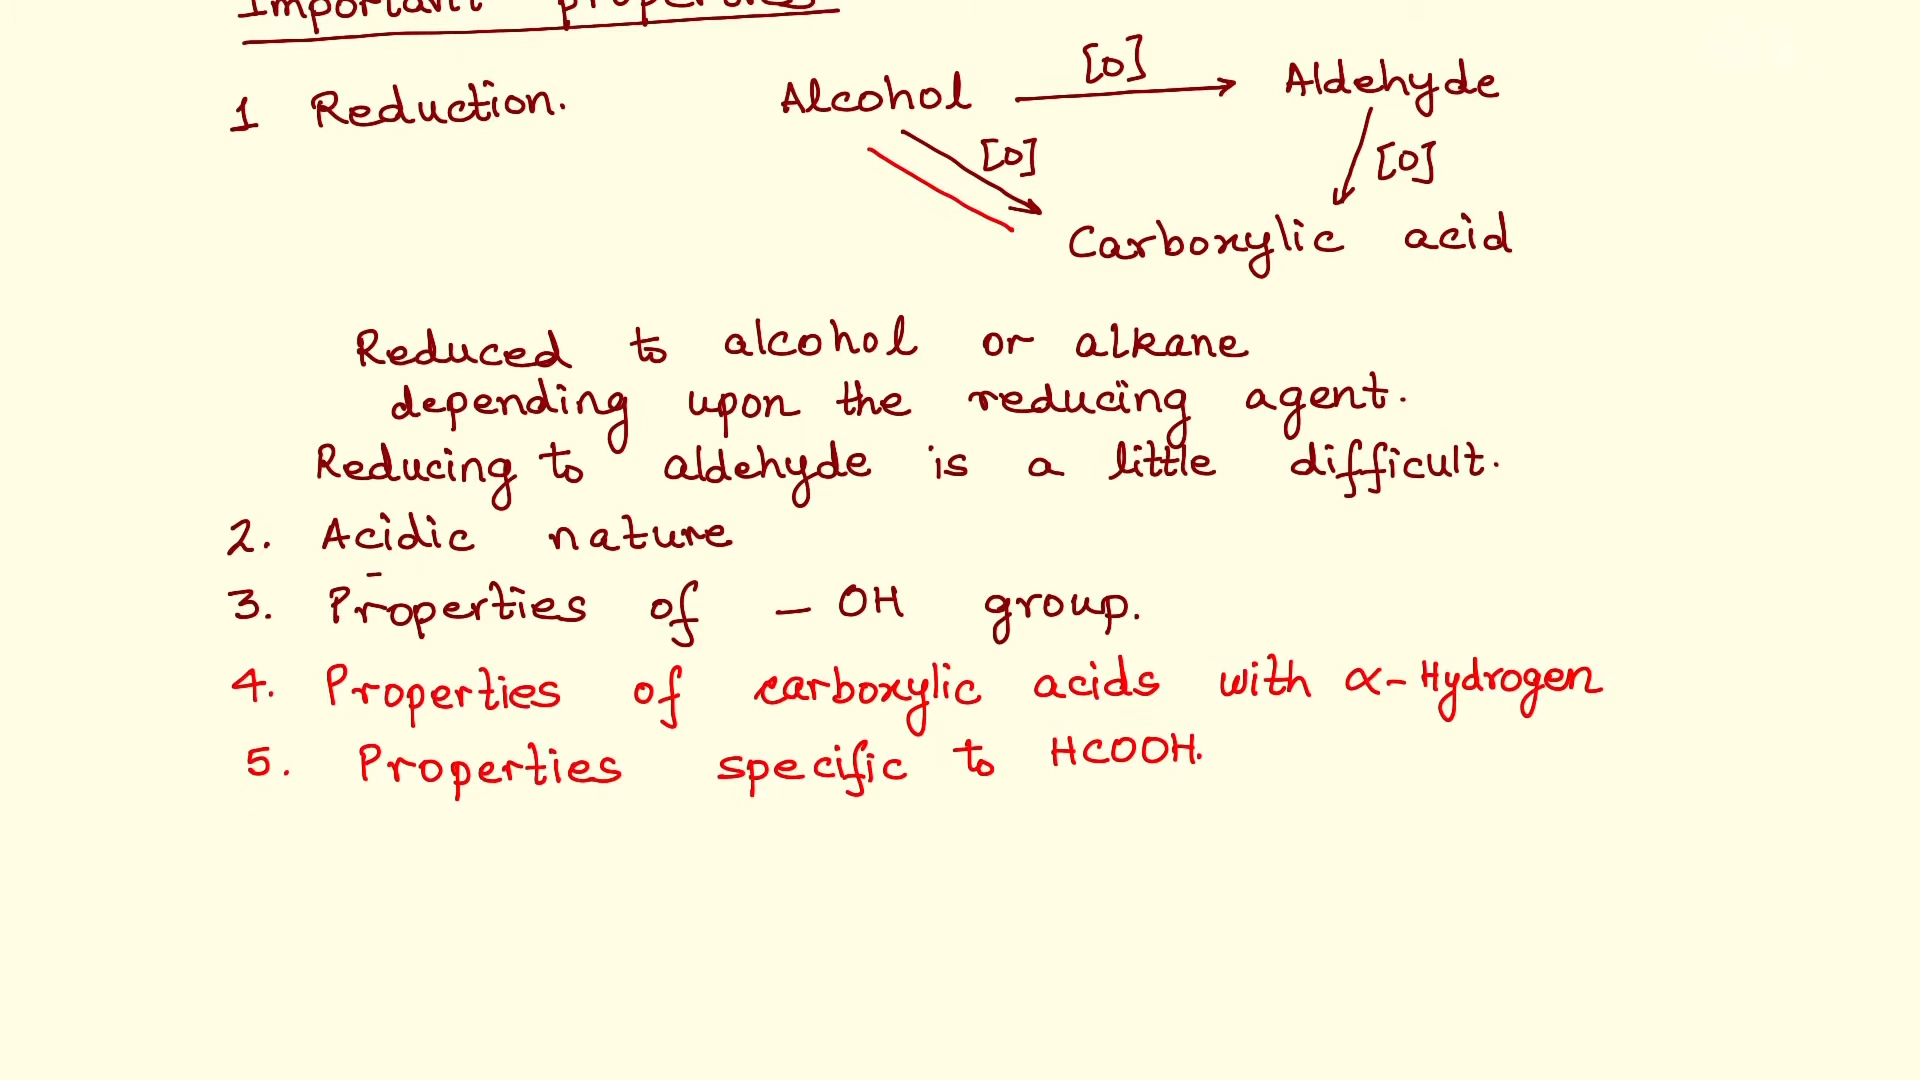 Important properties
1 Reduction.
Alcohol [O] Aldehyde
[O] [O]
Carboxylic acid
Reduced to alcohol or alkane
depending upon the reducing agent.
Reducing to aldehyde is a little difficult.
2. Acidic nature
3. Properties of - OH group.
4. Properties of carboxylic acids with α-Hydrogen
5. Properties specific to HCOOH.